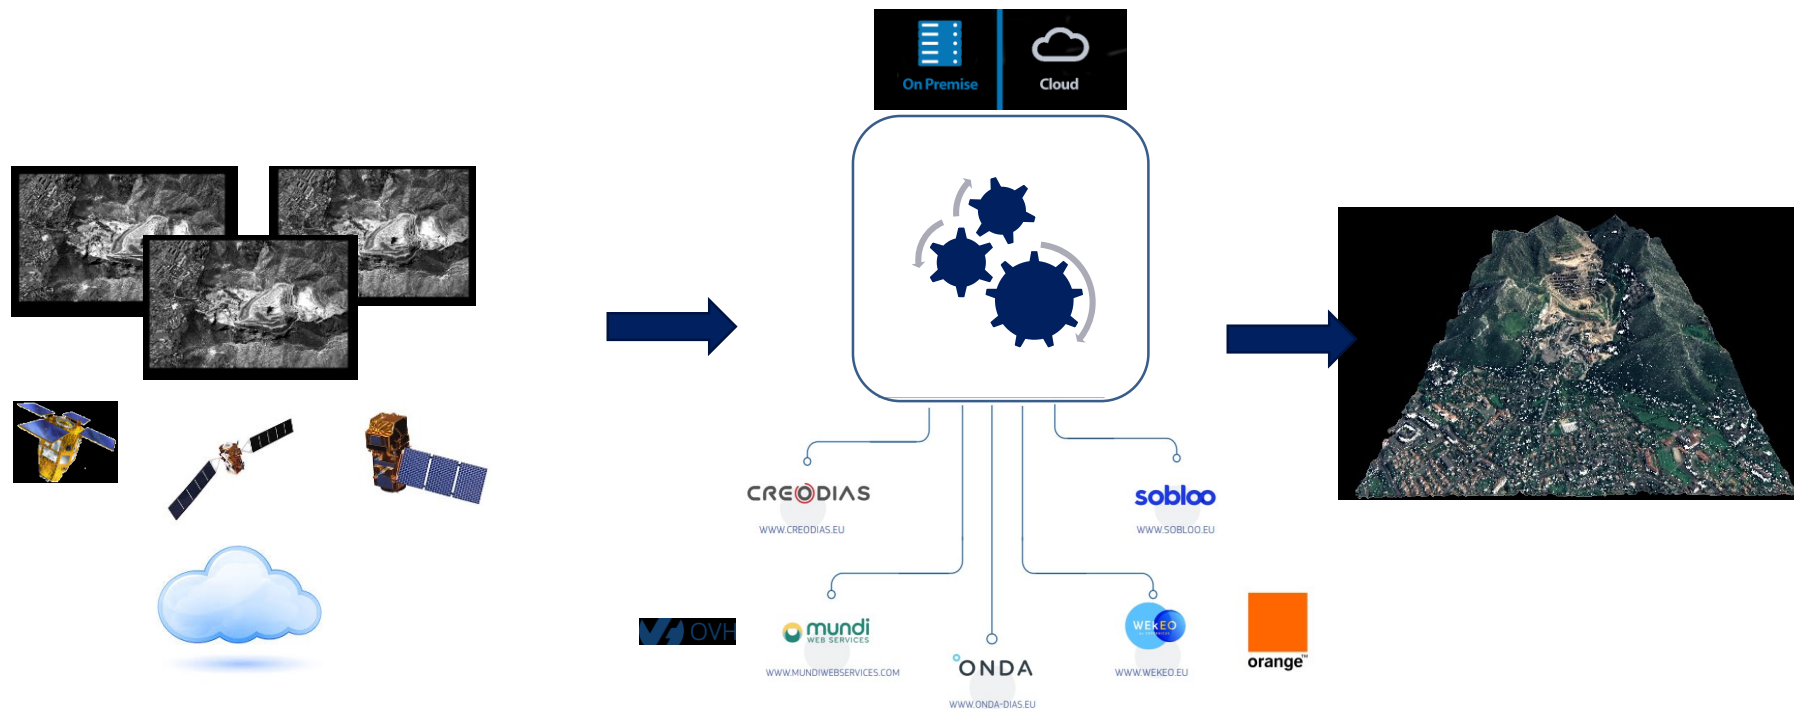 On Premise
Cloud
CREODIAS
WWW.CREODIAS.EU
sobloo
WWW.SOBLOO.EU
OVH
mundi
WEB SERVICES
WWW.MUNDIWEBSERVICES.COM
ONDA
WWW.ONDA-DIAS.EU
WEkEO
WWW.WEKEO.EU
orange™